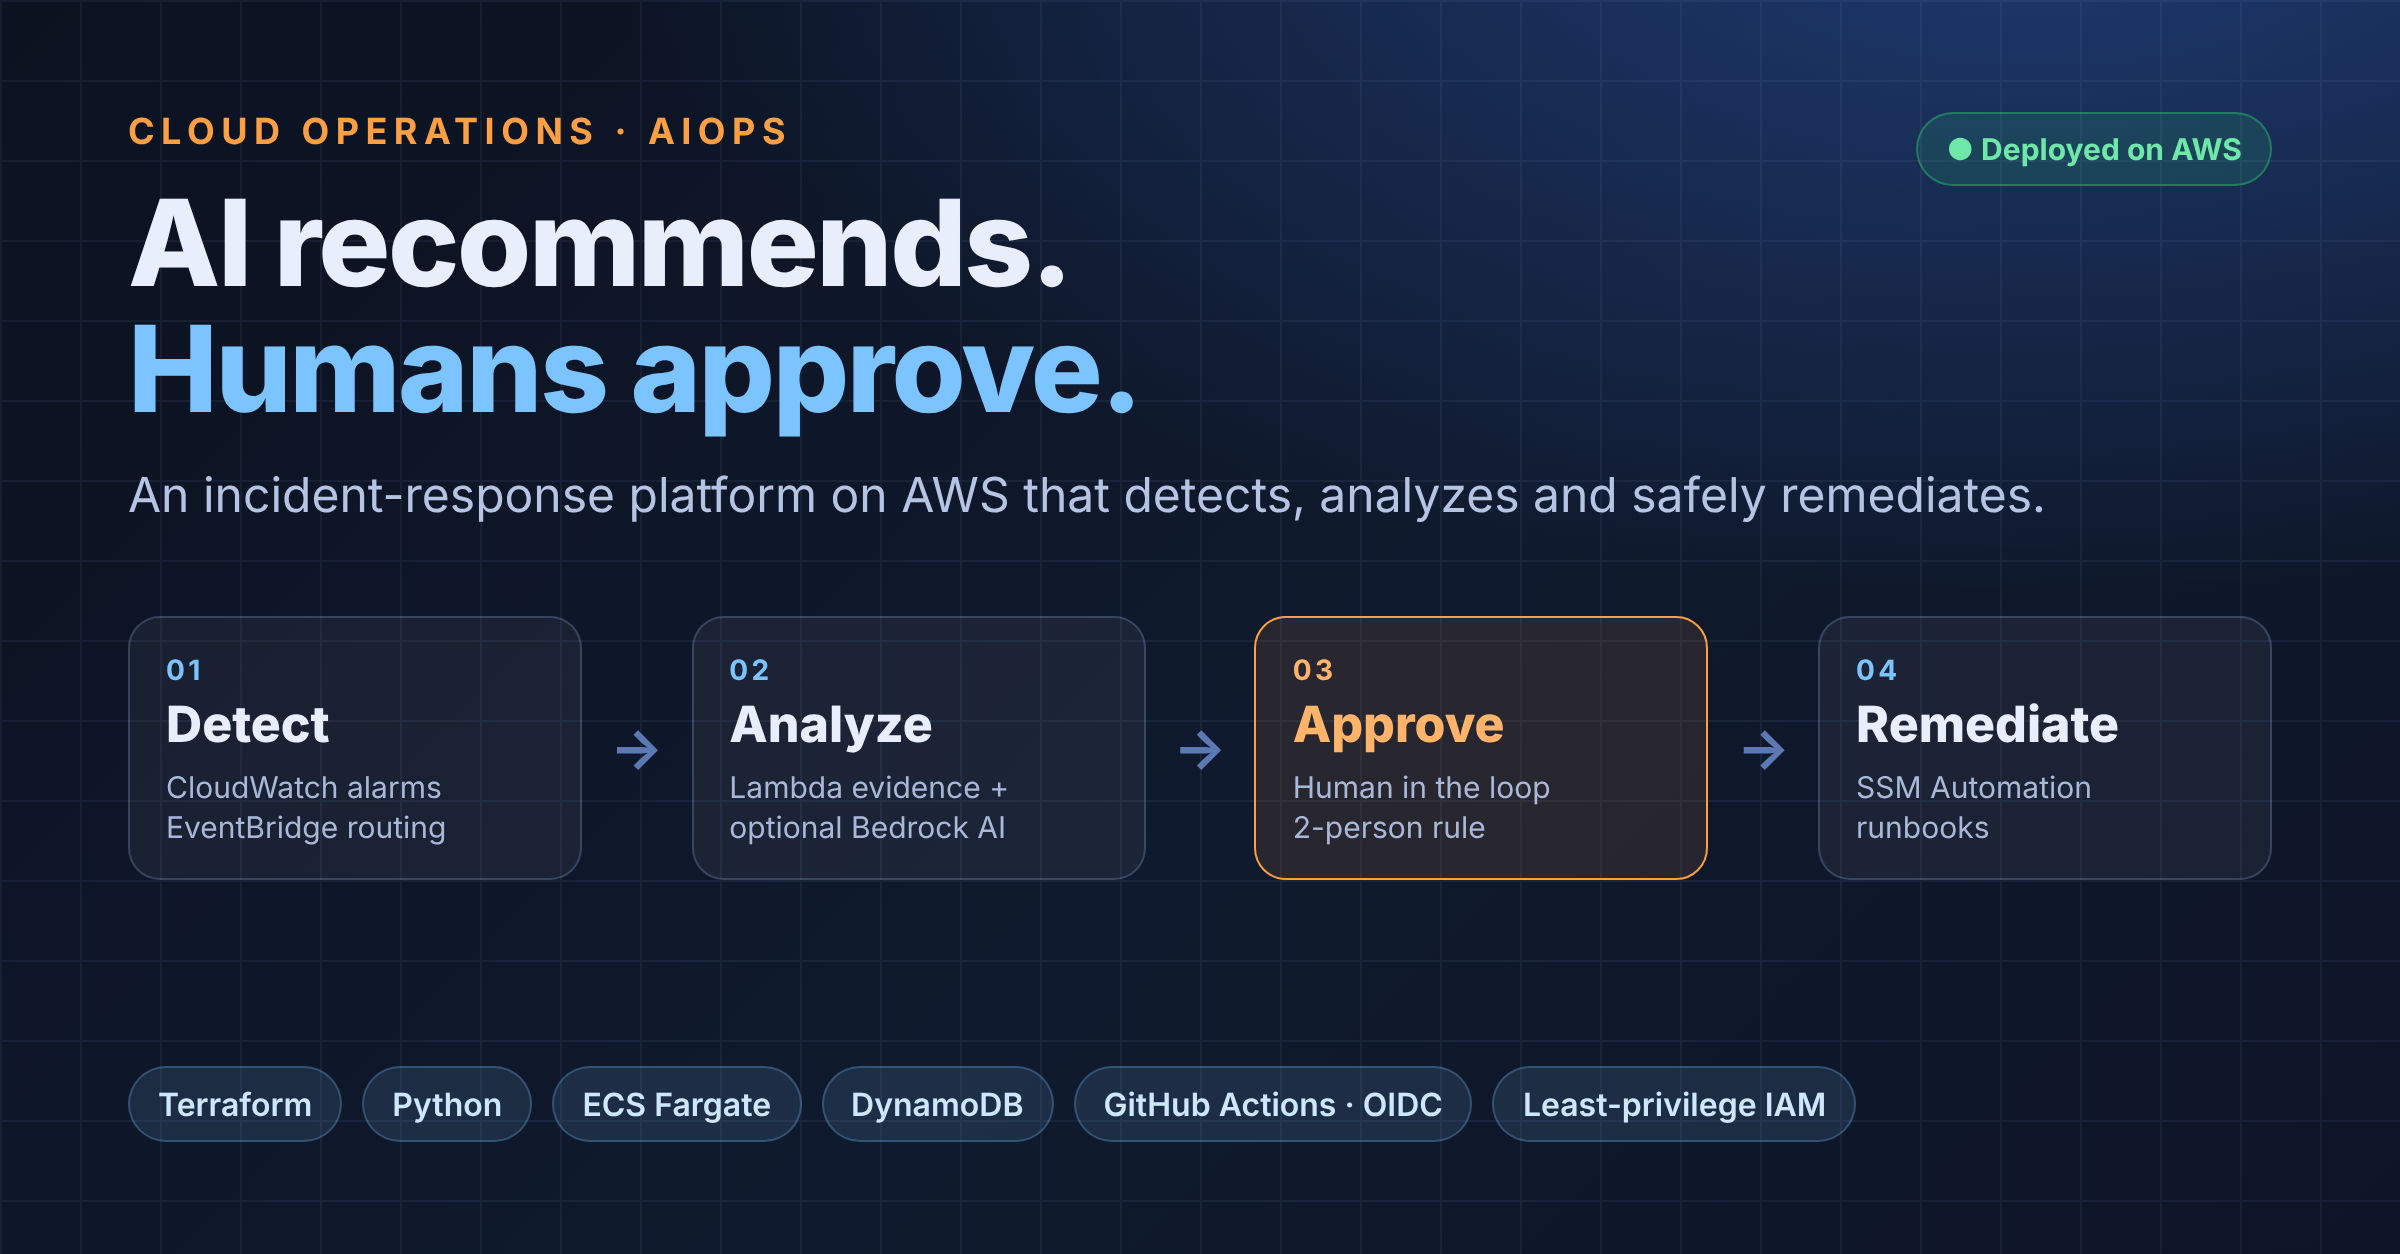 CLOUD OPERATIONS · AIOPS
Deployed on AWS
AI recommends.
Humans approve.
An incident-response platform on AWS that detects, analyzes and safely remediates.
01
Detect
CloudWatch alarms
EventBridge routing
→
02
Analyze
Lambda evidence +
optional Bedrock AI
→
03
Approve
Human in the loop
2-person rule
→
04
Remediate
SSM Automation
runbooks
Terraform
Python
ECS Fargate
DynamoDB
GitHub Actions · OIDC
Least-privilege IAM